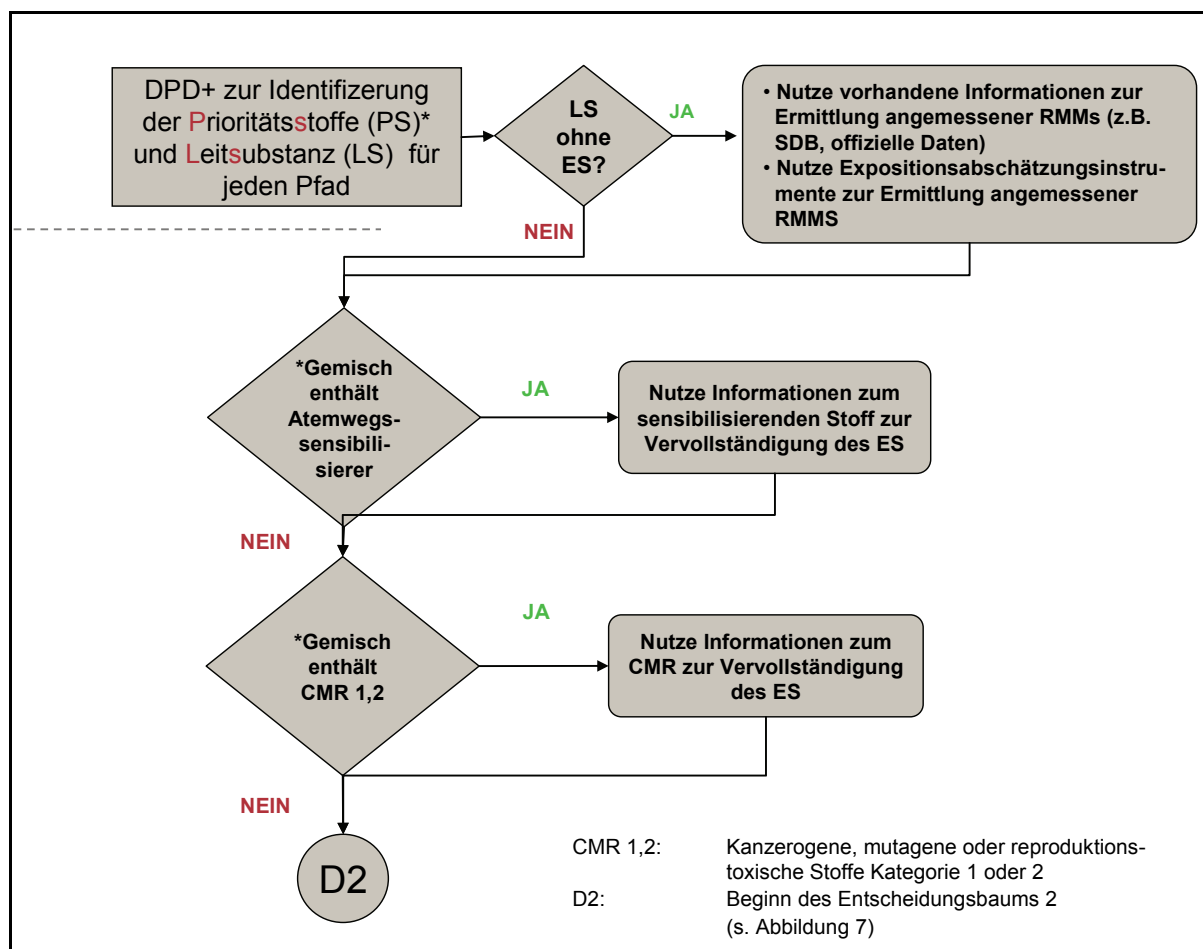 DPD+ zur Identifizerung
der Prioritätsstoffe (PS)*
und Leitsubstanz (LS) für
jeden Pfad
LS
ohne
ES?
JA
• Nutze vorhandene Informationen zur
Ermittlung angemessener RMMs (z.B.
SDB, offizielle Daten)
• Nutze Expositionsabschätzungsinstru-
mente zur Ermittlung angemessener
RMMS
NEIN
*Gemisch
enthält
Atemwegs-
sensibili-
sierer
JA
Nutze Informationen zum
sensibilisierenden Stoff zur
Vervollständigung des ES
NEIN
*Gemisch
enthält
CMR 1,2
JA
Nutze Informationen zum
CMR zur Vervollständigung
des ES
NEIN
D2
CMR 1,2: Kanzerogene, mutagene oder reproduktions-
toxische Stoffe Kategorie 1 oder 2
D2: Beginn des Entscheidungsbaums 2
(s. Abbildung 7)